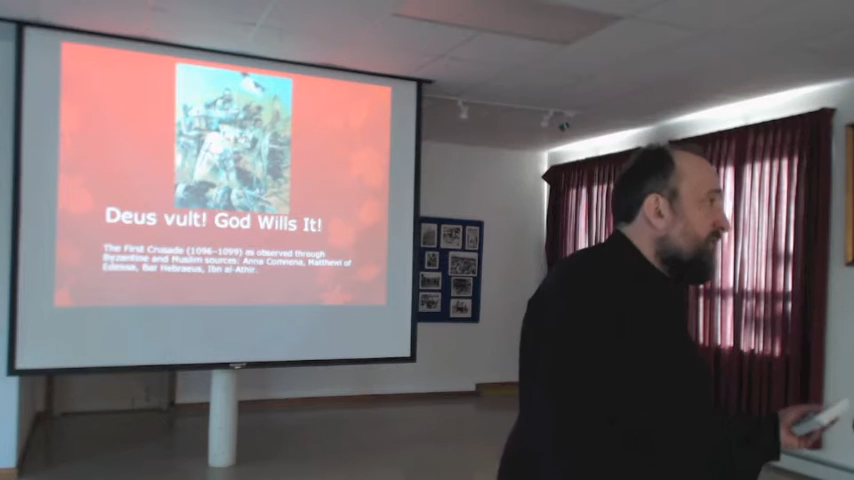 Deus vult! God Wills It!
The First Crusade (1096-1099) as observed through
Byzantine and Muslim sources: Anna Comnena, Matthew of
Edessa, Bar Hebraeus, Ibn al-Athir.